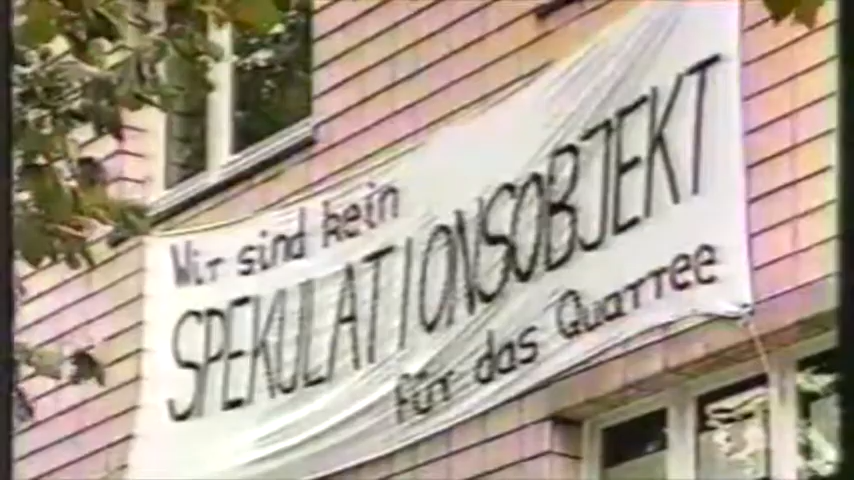 Wir sind kein
SPEKULATIONSOBJEKT
für das Quarree